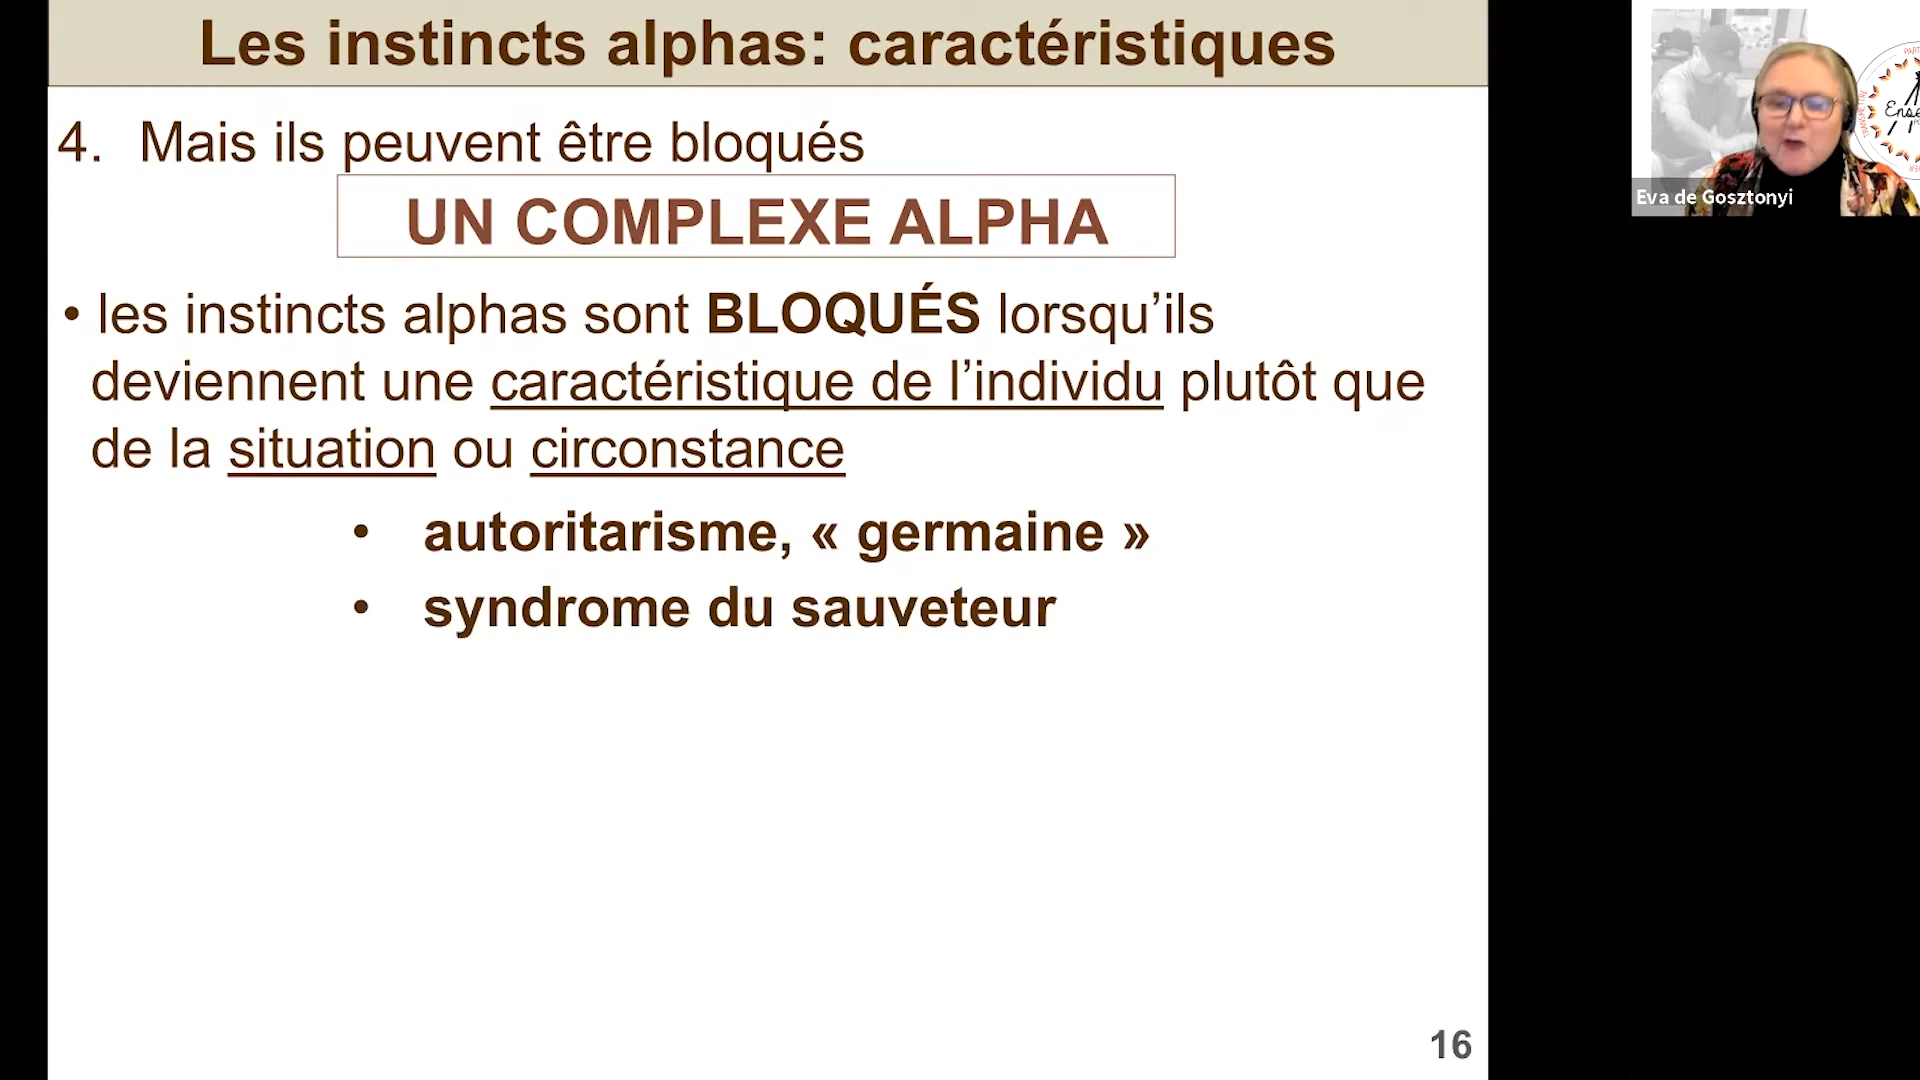 Les instincts alphas: caractéristiques
4. Mais ils peuvent être bloqués
UN COMPLEXE ALPHA
• les instincts alphas sont BLOQUÉS lorsqu’ils
deviennent une caractéristique de l’individu plutôt que
de la situation ou circonstance
• autoritarisme, « germaine »
• syndrome du sauveteur
16
Eva de Gosztonyi